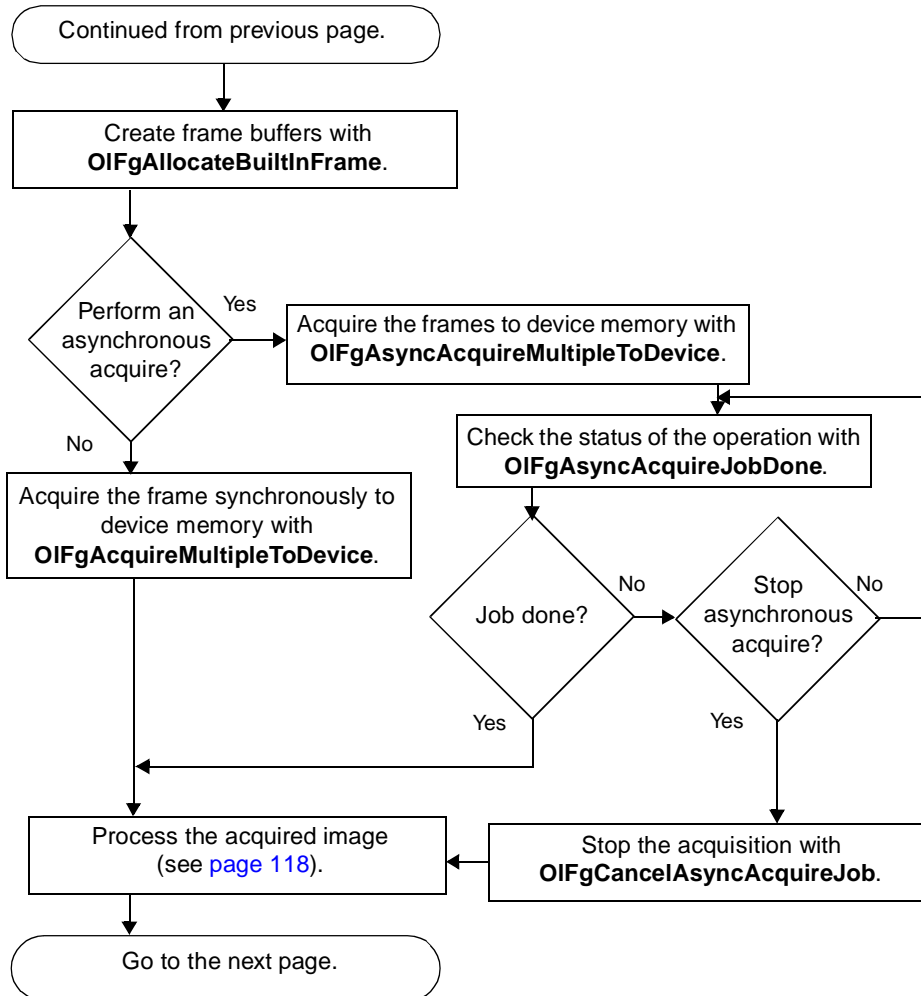 Continued from previous page.
Create frame buffers with
OlFgAllocateBuiltInFrame.
Perform an
asynchronous
acquire?
Yes
Acquire the frames to device memory with
OlFgAsyncAcquireMultipleToDevice.
No
Check the status of the operation with
OlFgAsyncAcquireJobDone.
Acquire the frame synchronously to
device memory with
OlFgAcquireMultipleToDevice.
Job done?
No
Stop
asynchronous
acquire?
No
Yes
Yes
Process the acquired image
(see page 118).
Stop the acquisition with
OlFgCancelAsyncAcquireJob.
Go to the next page.